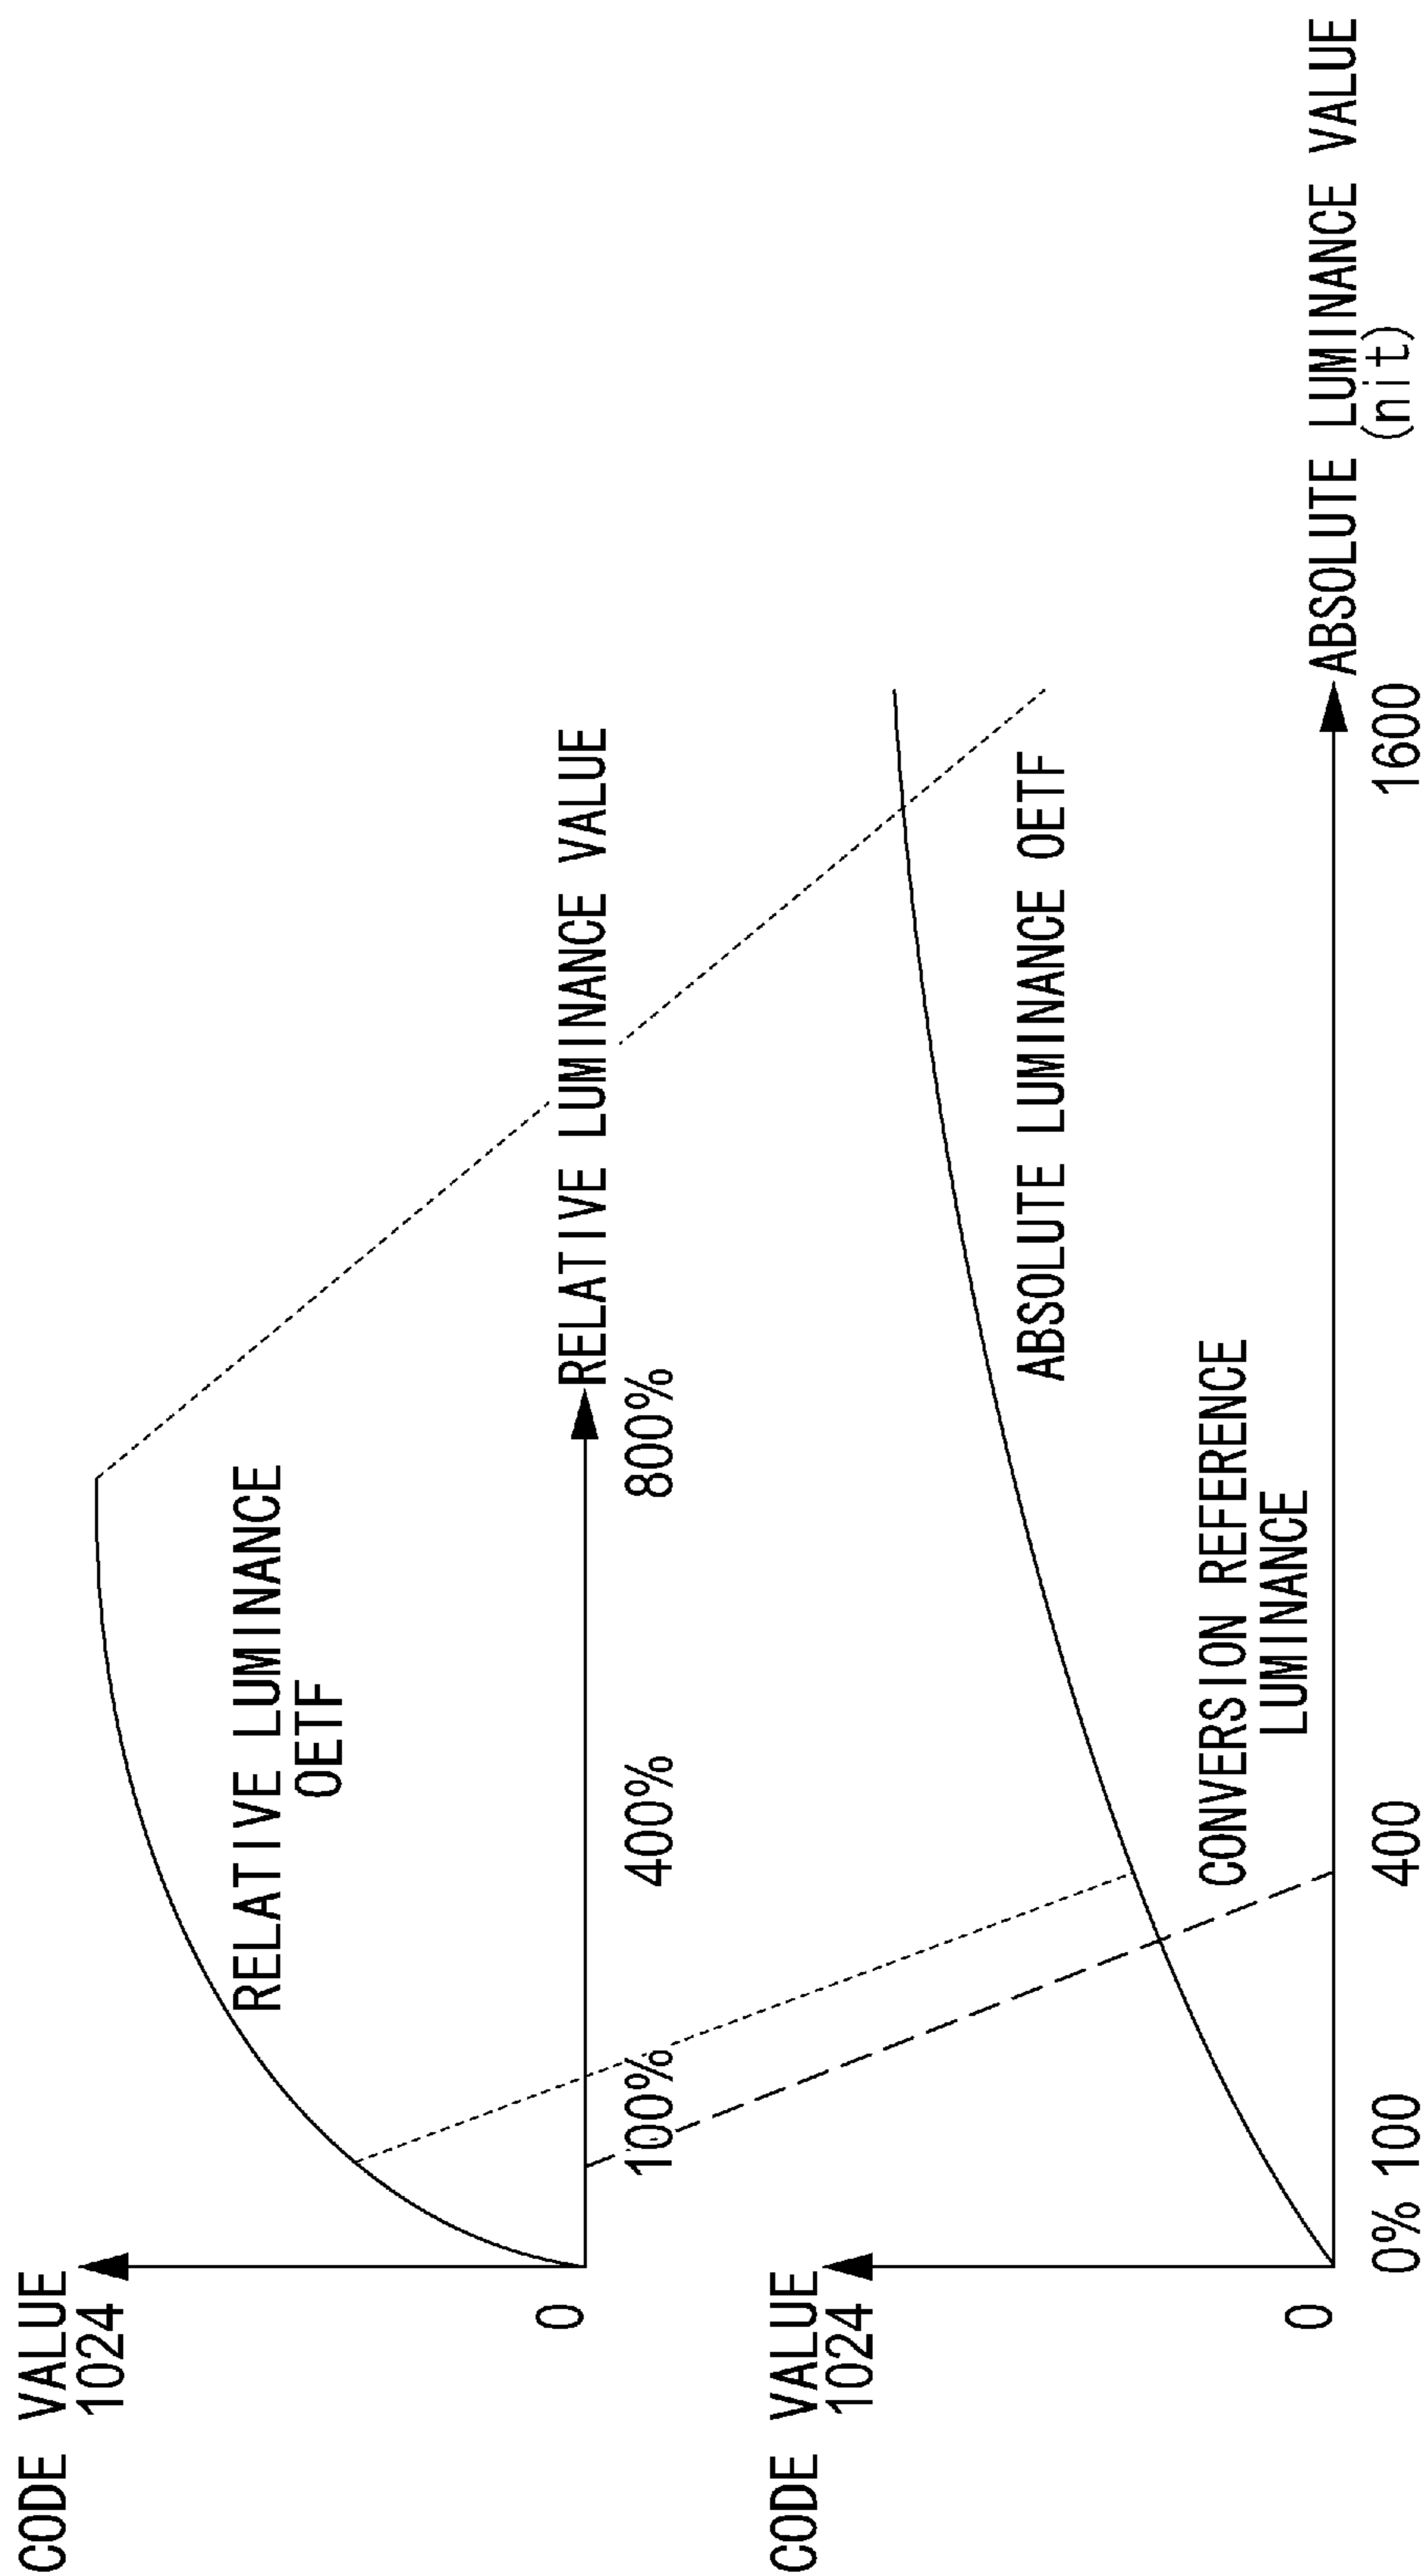 CODE VALUE
1024
RELATIVE LUMINANCE
OETF
0
RELATIVE LUMINANCE VALUE
100%
400%
800%
CODE VALUE
1024
ABSOLUTE LUMINANCE OETF
CONVERSION REFERENCE
LUMINANCE
0
ABSOLUTE LUMINANCE VALUE
(nit)
0% 100
400
1600